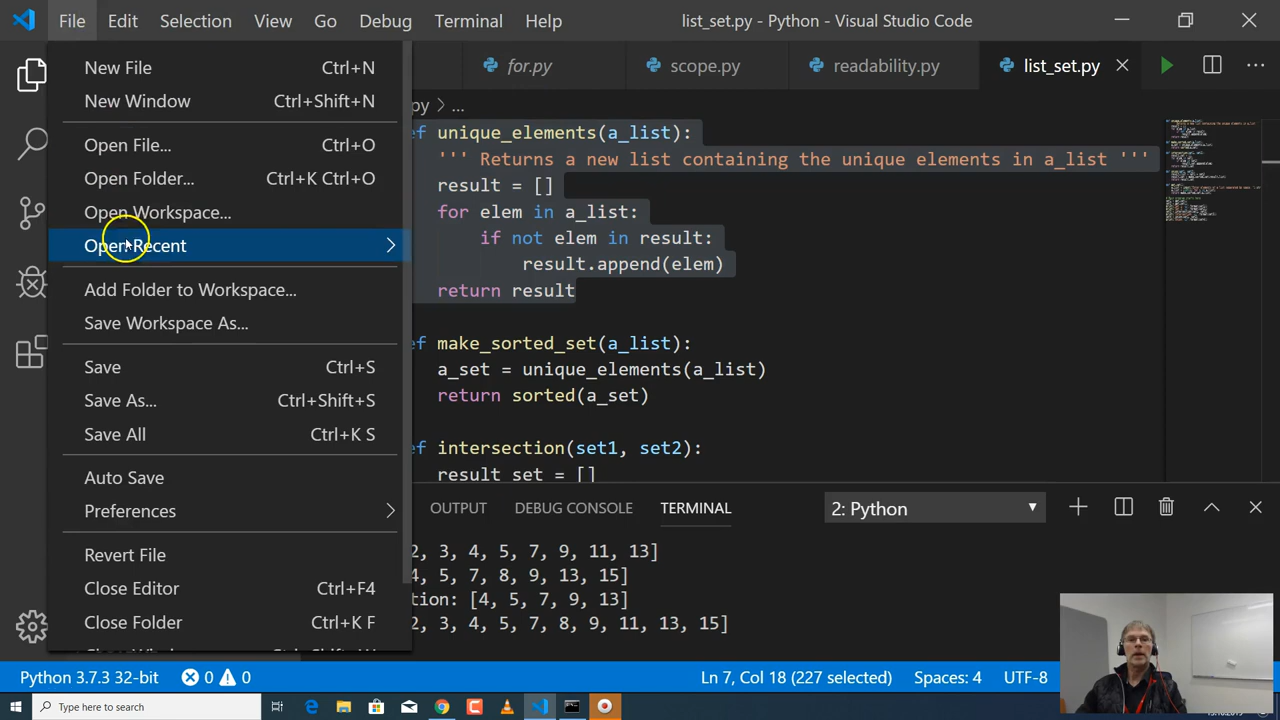 File Edit Selection View Go Debug Terminal Help list_set.py - Python - Visual Studio Code
New File Ctrl+N
New Window Ctrl+Shift+N
Open File... Ctrl+O
Open Folder... Ctrl+K Ctrl+O
Open Workspace...
Open Recent
Add Folder to Workspace...
Save Workspace As...
Save Ctrl+S
Save As... Ctrl+Shift+S
Save All Ctrl+K S
Auto Save
Preferences
Revert File
Close Editor Ctrl+F4
Close Folder Ctrl+K F
for.py scope.py readability.py list_set.py
py > ...
ef unique_elements(a_list):
''' Returns a new list containing the unique elements in a_list '''
result = []
for elem in a_list:
if not elem in result:
result.append(elem)
return result
ef make_sorted_set(a_list):
a_set = unique_elements(a_list)
return sorted(a_set)
ef intersection(set1, set2):
result set = []
OUTPUT DEBUG CONSOLE TERMINAL 2: Python
2, 3, 4, 5, 7, 9, 11, 13]
4, 5, 7, 8, 9, 13, 15]
tion: [4, 5, 7, 9, 13]
2, 3, 4, 5, 7, 8, 9, 11, 13, 15]
Python 3.7.3 32-bit 0 0 Ln 7, Col 18 (227 selected) Spaces: 4 UTF-8
Type here to search